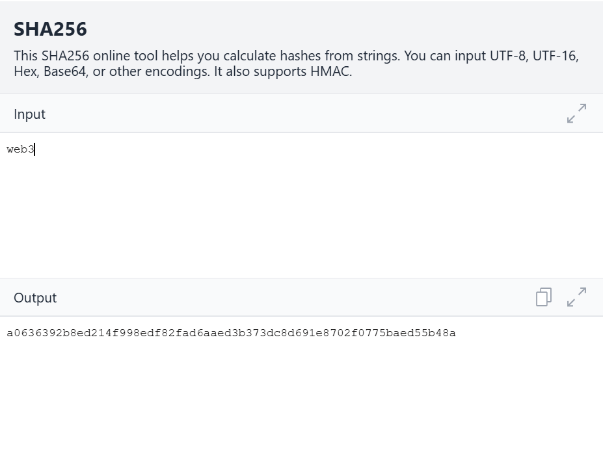 SHA256
This SHA256 online tool helps you calculate hashes from strings. You can input UTF-8, UTF-16,
Hex, Base64, or other encodings. It also supports HMAC.
Input
web3
Output
a0636392b8ed214f998edf82fad6aaed3b373dc8d691e8702f0775baed55b48a